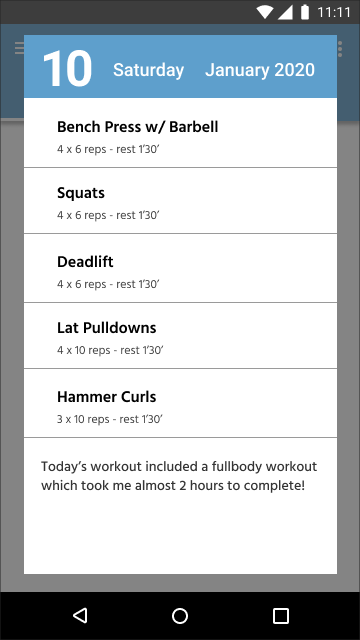 11:11
10 Saturday January 2020
Bench Press w/ Barbell
4 x 6 reps - rest 1’30’
Squats
4 x 6 reps - rest 1’30’
Deadlift
4 x 6 reps - rest 1’30’
Lat Pulldowns
4 x 10 reps - rest 1’30’
Hammer Curls
3 x 10 reps - rest 1’30’
Today’s workout included a fullbody workout
which took me almost 2 hours to complete!